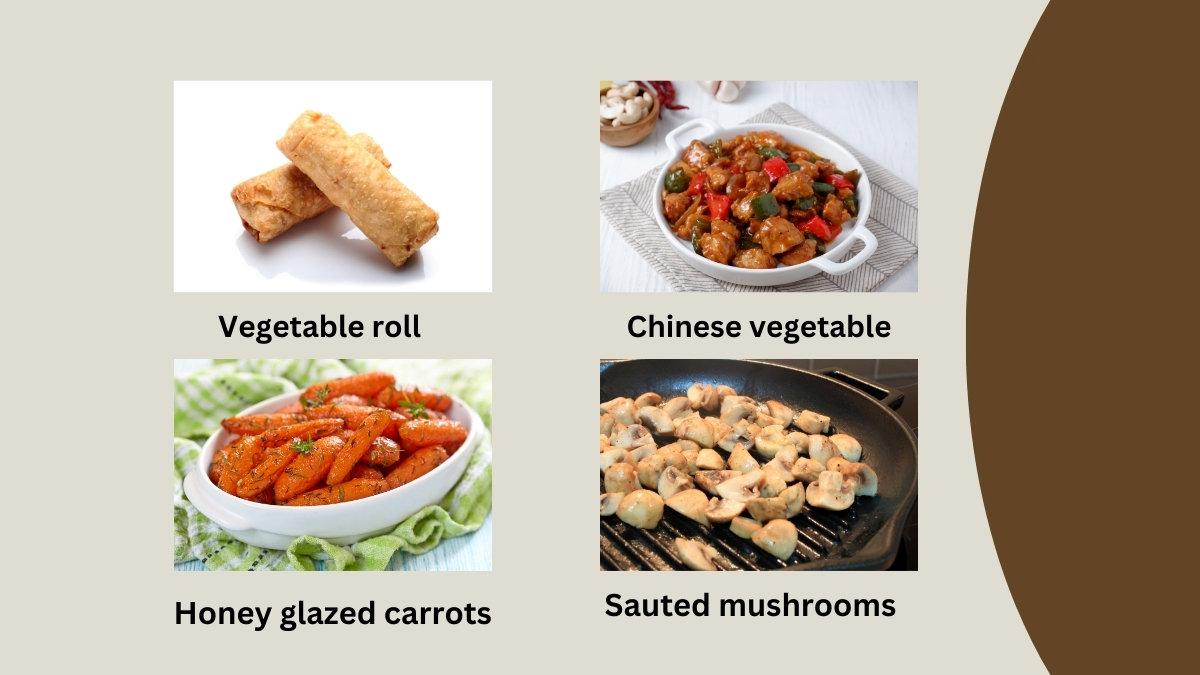 Vegetable roll
Chinese vegetable
Honey glazed carrots
Sauted mushrooms